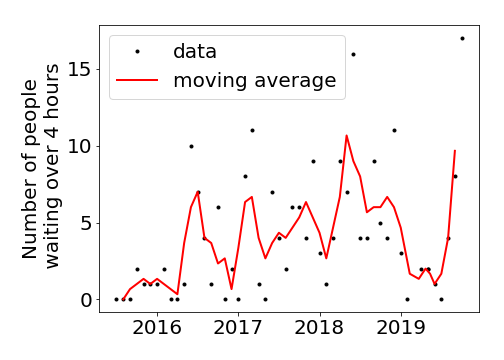 data
moving average
Number of people
waiting over 4 hours
15
10
5
0
2016 2017 2018 2019